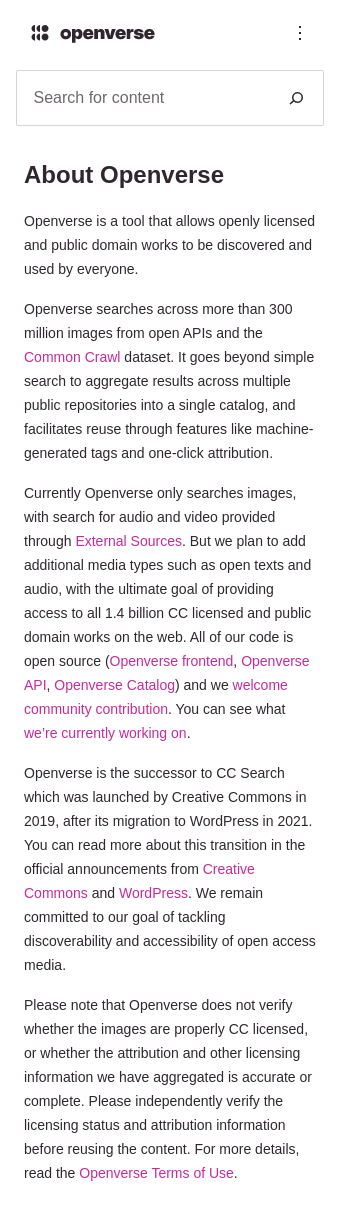 openverse
Search for content
About Openverse
Openverse is a tool that allows openly licensed
and public domain works to be discovered and
used by everyone.
Openverse searches across more than 300
million images from open APIs and the
Common Crawl dataset. It goes beyond simple
search to aggregate results across multiple
public repositories into a single catalog, and
facilitates reuse through features like machine-
generated tags and one-click attribution.
Currently Openverse only searches images,
with search for audio and video provided
through External Sources. But we plan to add
additional media types such as open texts and
audio, with the ultimate goal of providing
access to all 1.4 billion CC licensed and public
domain works on the web. All of our code is
open source (Openverse frontend, Openverse
API, Openverse Catalog) and we welcome
community contribution. You can see what
we’re currently working on.
Openverse is the successor to CC Search
which was launched by Creative Commons in
2019, after its migration to WordPress in 2021.
You can read more about this transition in the
official announcements from Creative
Commons and WordPress. We remain
committed to our goal of tackling
discoverability and accessibility of open access
media.
Please note that Openverse does not verify
whether the images are properly CC licensed,
or whether the attribution and other licensing
information we have aggregated is accurate or
complete. Please independently verify the
licensing status and attribution information
before reusing the content. For more details,
read the Openverse Terms of Use.